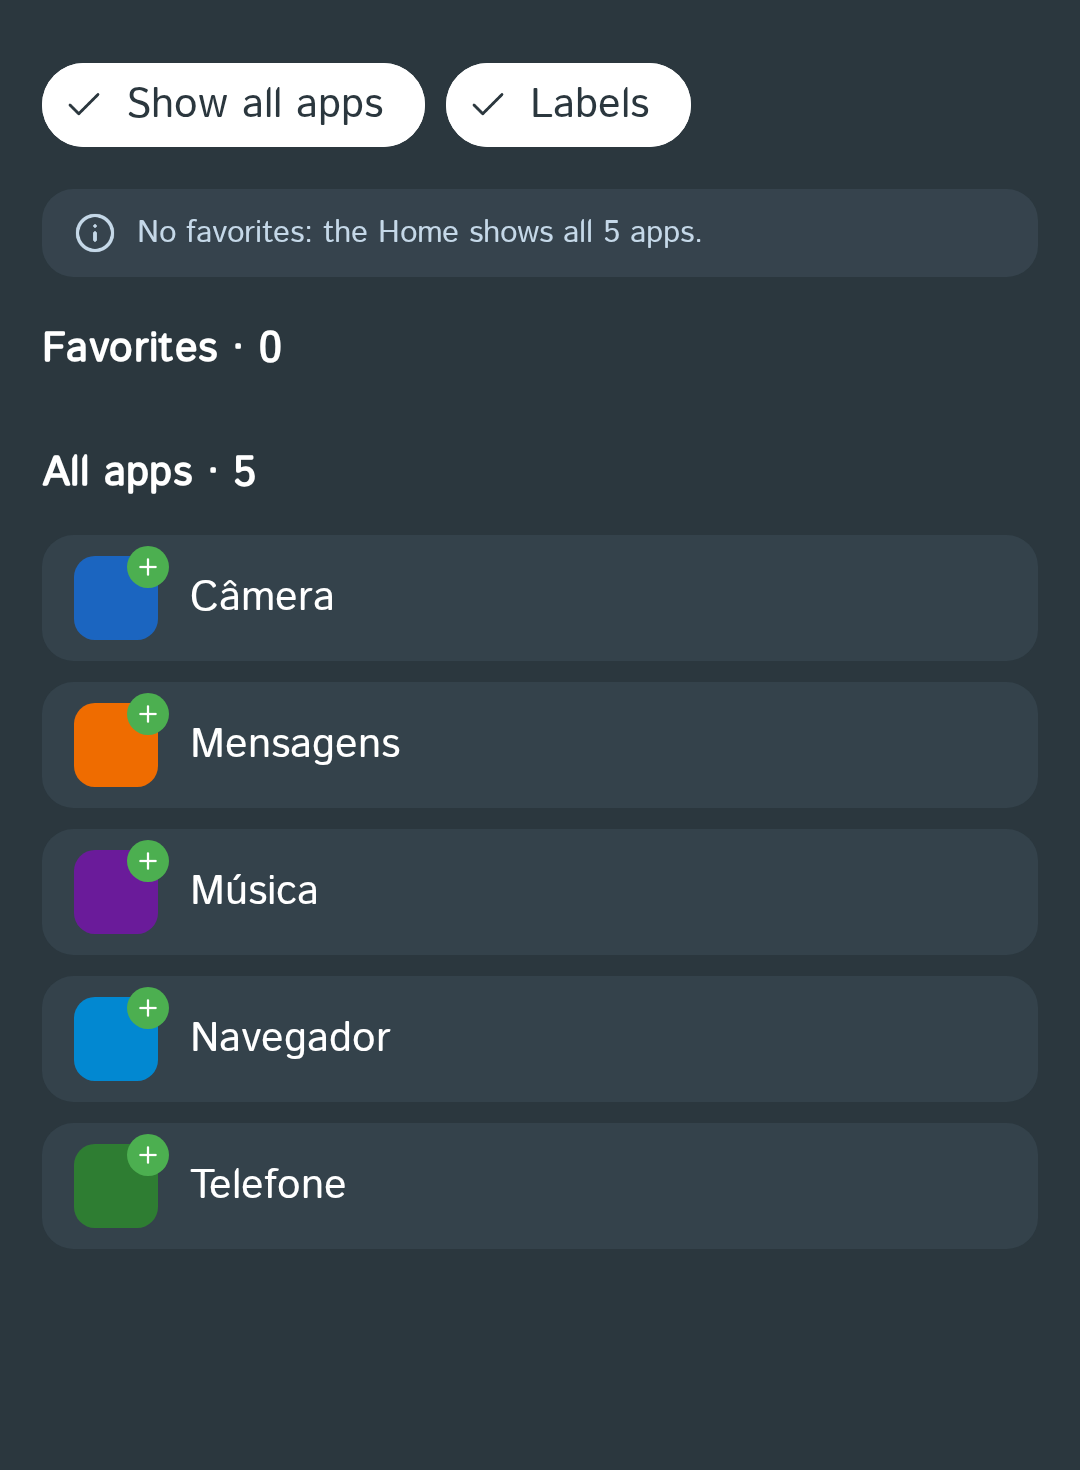 Show all apps
Labels
No favorites: the Home shows all 5 apps.
Favorites · 0
All apps · 5
Câmera
Mensagens
Música
Navegador
Telefone